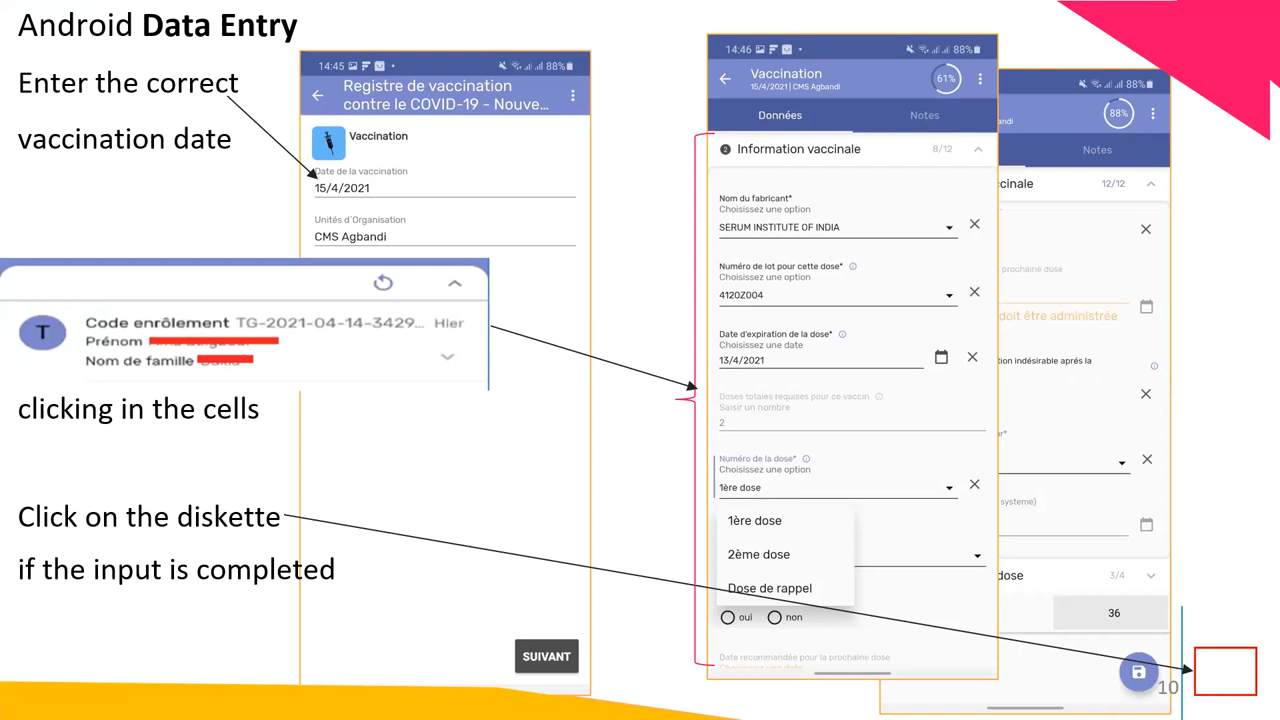 Android Data Entry
Enter the correct
vaccination date
clicking in the cells
Click on the diskette
if the input is completed
14:45
88%
Registre de vaccination
contre le COVID-19 - Nouve...
Vaccination
Date de la vaccination
15/4/2021
Unités d'Organisation
CMS Agbandi
SUIVANT
T
Code enrôlement TG-2021-04-14-3429... Hier
Prénom
Nom de famille
14:46
88%
Vaccination
15/4/2021 | CMS Agbandi
61%
Données
Notes
2 Information vaccinale 8/12
Nom du fabricant*
Choisissez une option
SERUM INSTITUTE OF INDIA
Numéro de lot pour cette dose*
Choisissez une option
4120Z004
Date d'expiration de la dose*
Choisissez une date
13/4/2021
Doses totales requises pour ce vaccin
Saisir un nombre
2
Numéro de la dose*
Choisissez une option
1ère dose
1ère dose
2ème dose
Dose de rappel
oui non
Date recommandée pour la prochaine dose
88%
andi
88%
Notes
cinale 12/12
prochaine dose
doit être administrée
tion indésirable après la
systeme)
dose 3/4
36
10